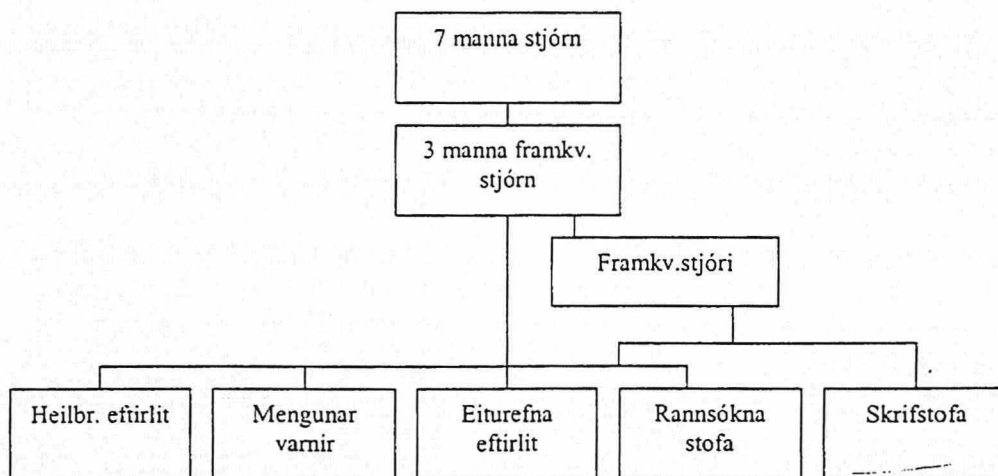 7 manna stjórn
3 manna framkv.
stjórn
Framkv.stjóri
Heilbr. eftirlit
Mengunar
varnir
Eiturefna
eftirlit
Rannsókna
stofa
Skrifstofa